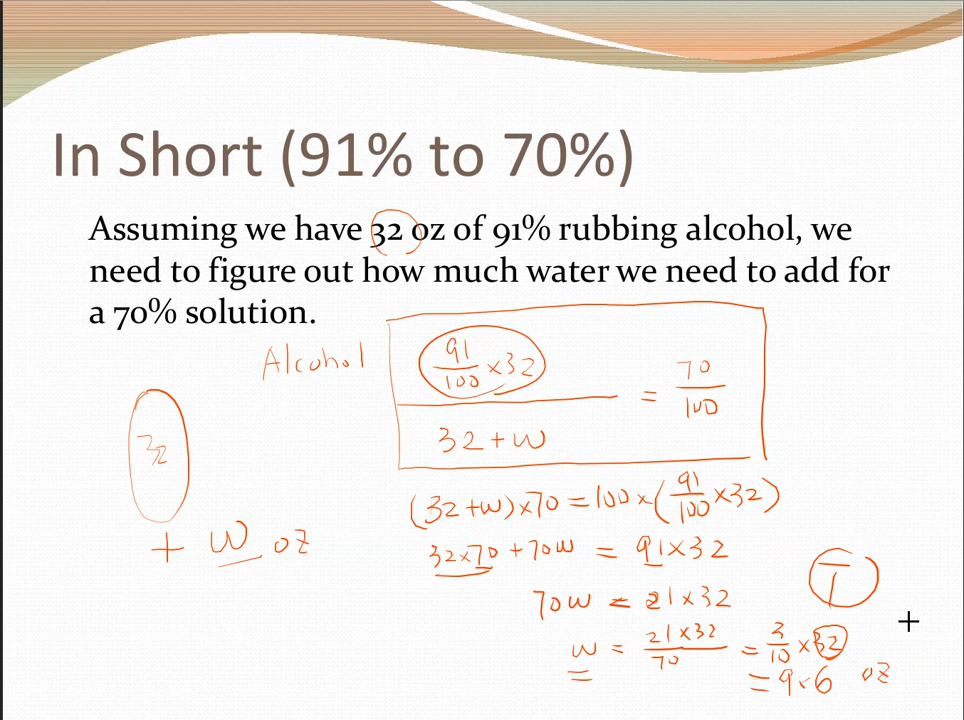 In Short (91% to 70%)
Assuming we have 32 oz of 91% rubbing alcohol, we
need to figure out how much water we need to add for
a 70% solution.
Alcohol
91/100 × 32
32 + W
= 70/100
32
+ W oz
(32+W)×70 = 100×(91/100 ×32)
32×70 + 70W = 91×32
70W = 21×32
W = 21×32/70 = 3/10 ×32
= 9.6 oz